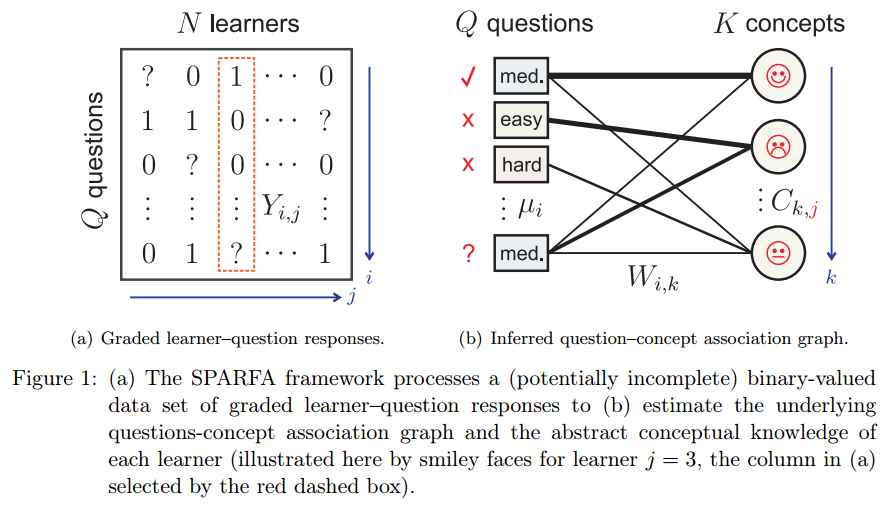 N learners
Q questions
? 0 1 ⋯ 0
1 1 0 ⋯ ?
0 ? 0 ⋯ 0
⋮ ⋮ ⋮ Y_{i,j} ⋮
0 1 ? ⋯ 1
i
j
(a) Graded learner–question responses.
Q questions
K concepts
✓ med.
x easy
x hard
⋮ μ_i
⋮ C_{k,j}
? med.
W_{i,k}
k
(b) Inferred question–concept association graph.
Figure 1: (a) The SPARFA framework processes a (potentially incomplete) binary-valued
data set of graded learner–question responses to (b) estimate the underlying
questions-concept association graph and the abstract conceptual knowledge of
each learner (illustrated here by smiley faces for learner j = 3, the column in (a)
selected by the red dashed box).